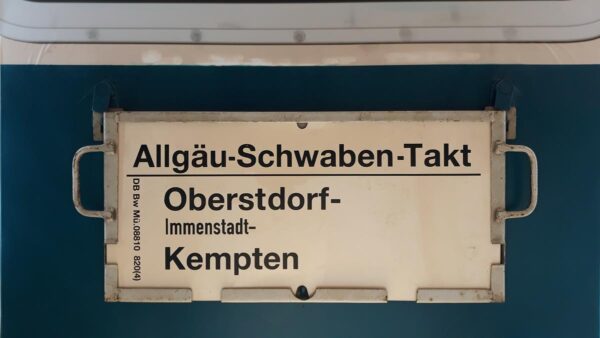 Allgäu-Schwaben-Takt
Oberstdorf-
Immenstadt-
Kempten
DB Bw Mü.08810 820(4)